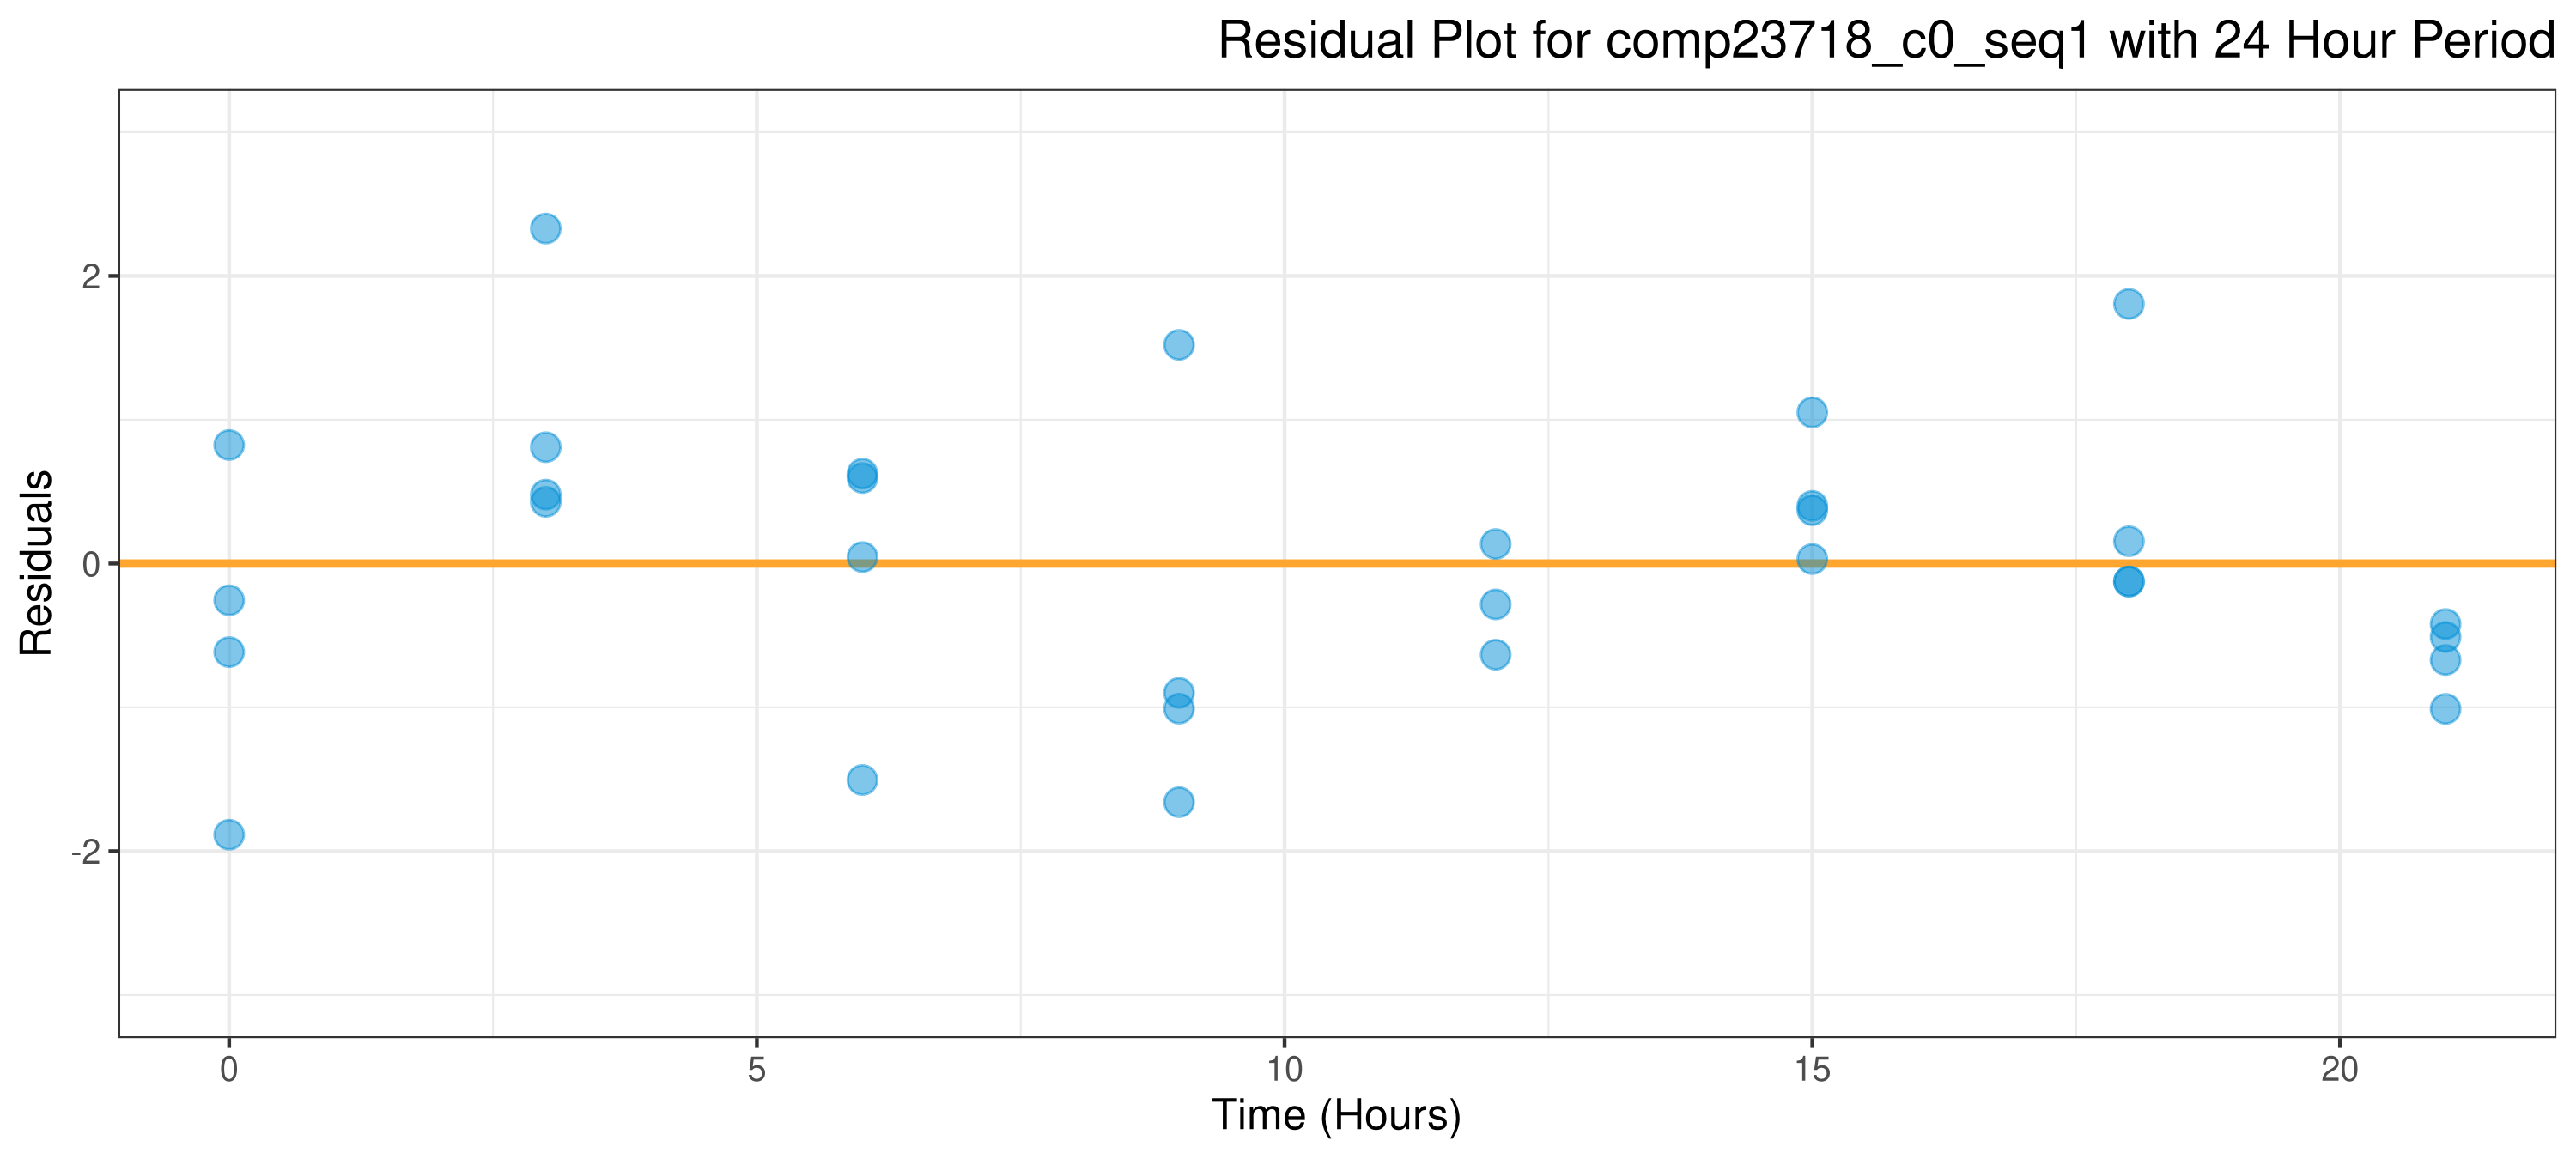 Residual Plot for comp23718_c0_seq1 with 24 Hour Period
Residuals
2
0
-2
0 5 10 15 20
Time (Hours)